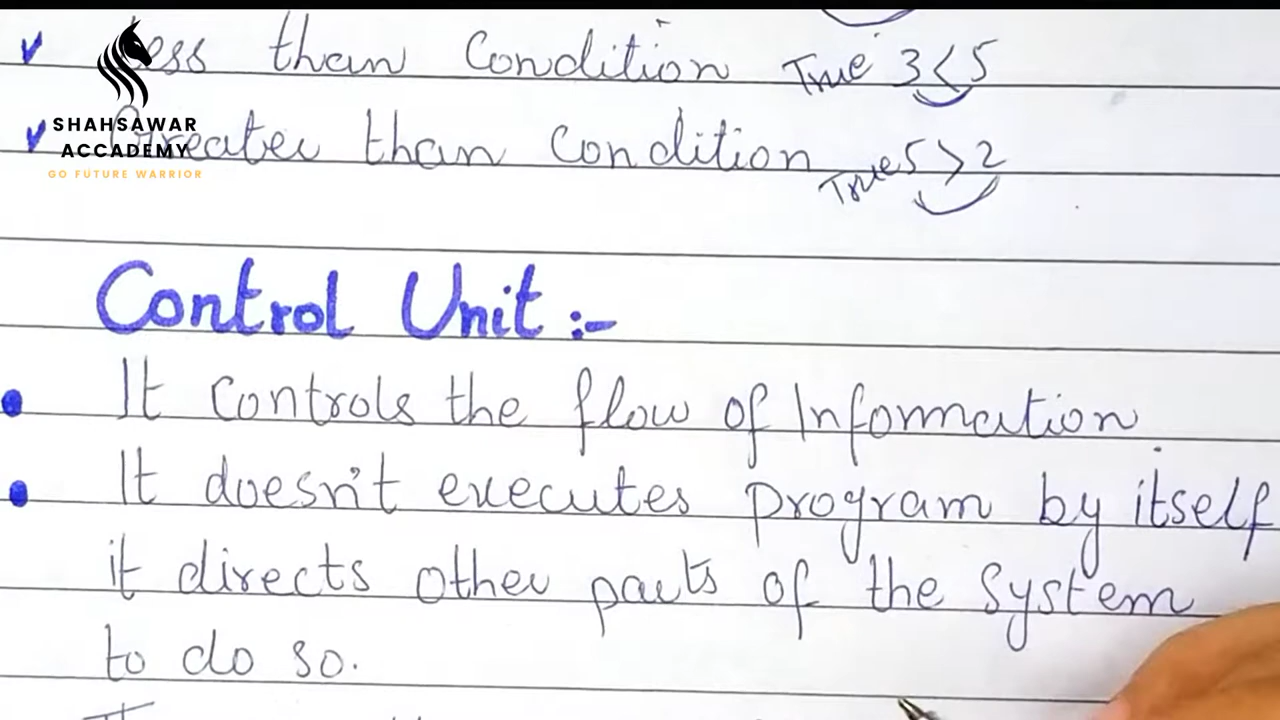 Less than Condition True 3<5
SHAHSAWAR
ACCADEMY
GO FUTURE WARRIOR
Greater than Condition True 5>2
Control Unit :-
It Controls the flow of Information.
It doesn't executes program by itself
it directs other parts of the System
to do so.